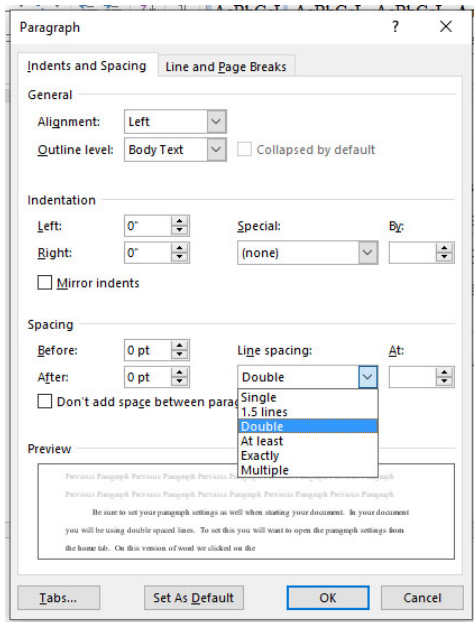 Paragraph ? ×
Indents and Spacing Line and Page Breaks
General
Alignment: Left
Outline level: Body Text Collapsed by default
Indentation
Left: 0" Special: By:
Right: 0" (none)
Mirror indents
Spacing
Before: 0 pt Line spacing: At:
After: 0 pt Double
Don't add space between parag
Single
1.5 lines
Double
At least
Exactly
Multiple
Preview
Previous Paragraph Previous Paragraph Previous Pa
Previous Paragraph Previous Paragraph Previous Paragraph Previous Paragraph Previous Paragraph
Be sure to set your paragraph settings as well when starting your document. In your document
you will be using double spaced lines. To set this you will want to open the paragraph settings from
the home tab. On this version of word we clicked on the
Tabs... Set As Default OK Cancel